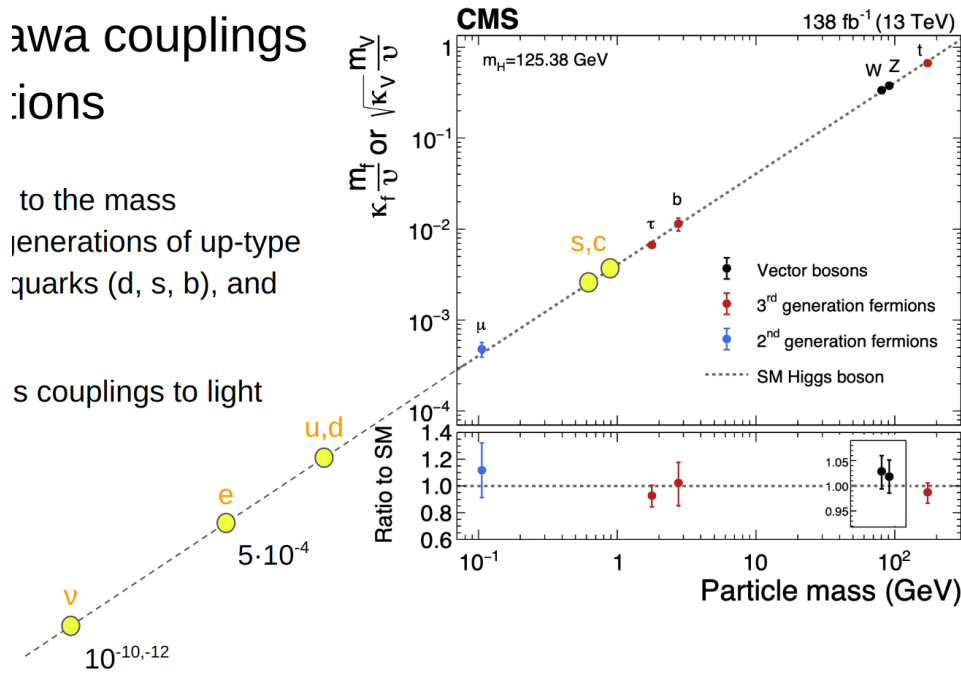 awa couplings
tions
to the mass
generations of up-type
quarks (d, s, b), and
s couplings to light
CMS
138 fb⁻¹ (13 TeV)
m_H=125.38 GeV
κ_f m_f/υ or √κ_V m_V/υ
1
10⁻¹
10⁻²
10⁻³
10⁻⁴
W
Z
t
b
τ
s,c
μ
u,d
e
5·10⁻⁴
ν
10⁻¹⁰,⁻¹²
Vector bosons
3rd generation fermions
2nd generation fermions
SM Higgs boson
Ratio to SM
1.4
1.2
1.0
0.8
0.6
1.05
1.00
0.95
10⁻¹
1
10
10²
Particle mass (GeV)